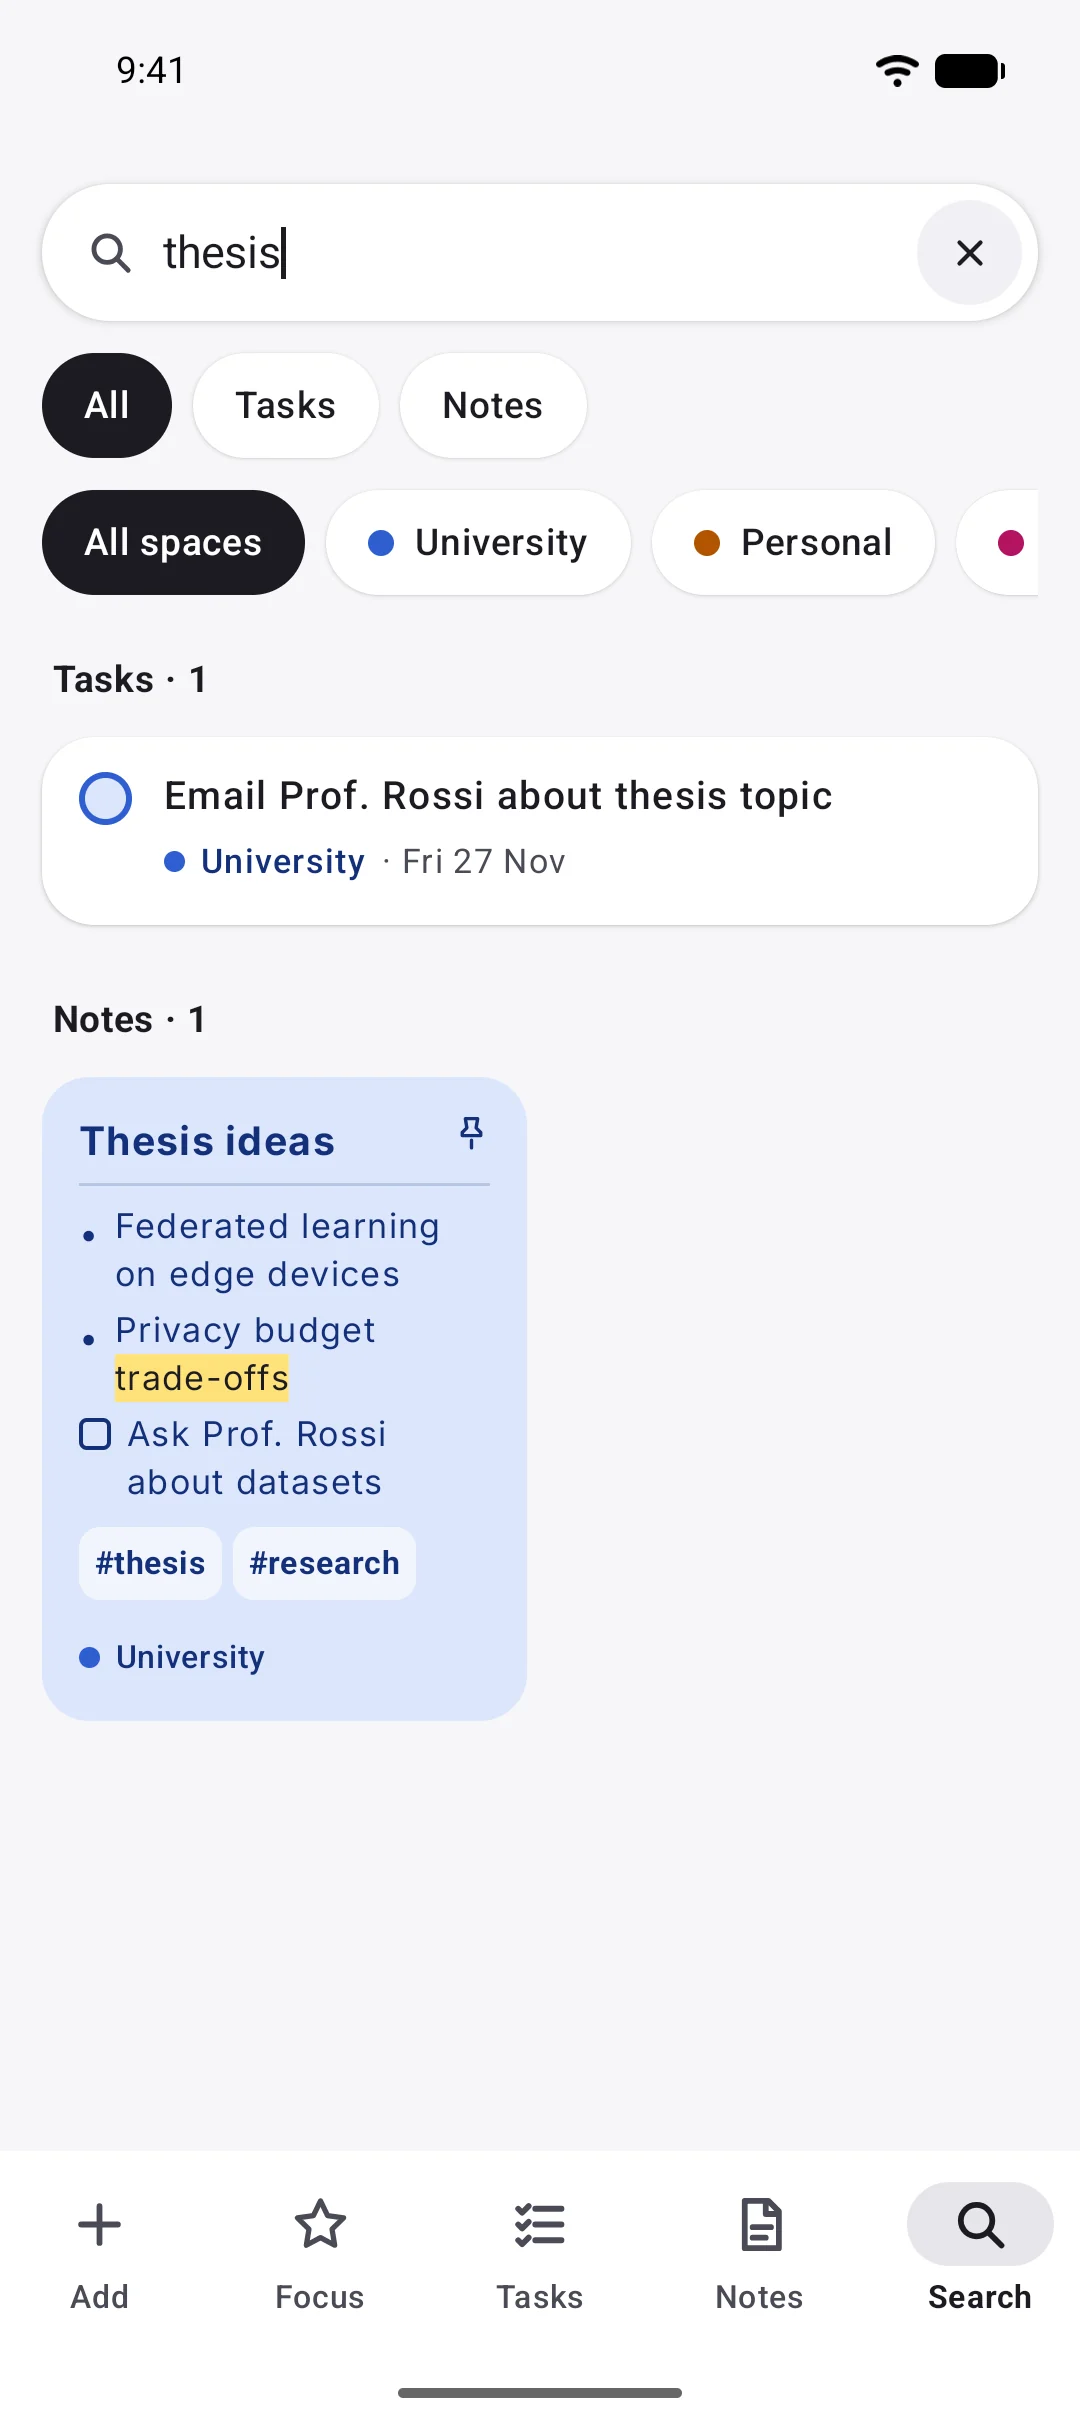 9:41
thesis
All
Tasks
Notes
All spaces
University
Personal
Tasks · 1
Email Prof. Rossi about thesis topic
University · Fri 27 Nov
Notes · 1
Thesis ideas
• Federated learning
on edge devices
• Privacy budget
trade-offs
Ask Prof. Rossi
about datasets
#thesis #research
University
Add
Focus
Tasks
Notes
Search